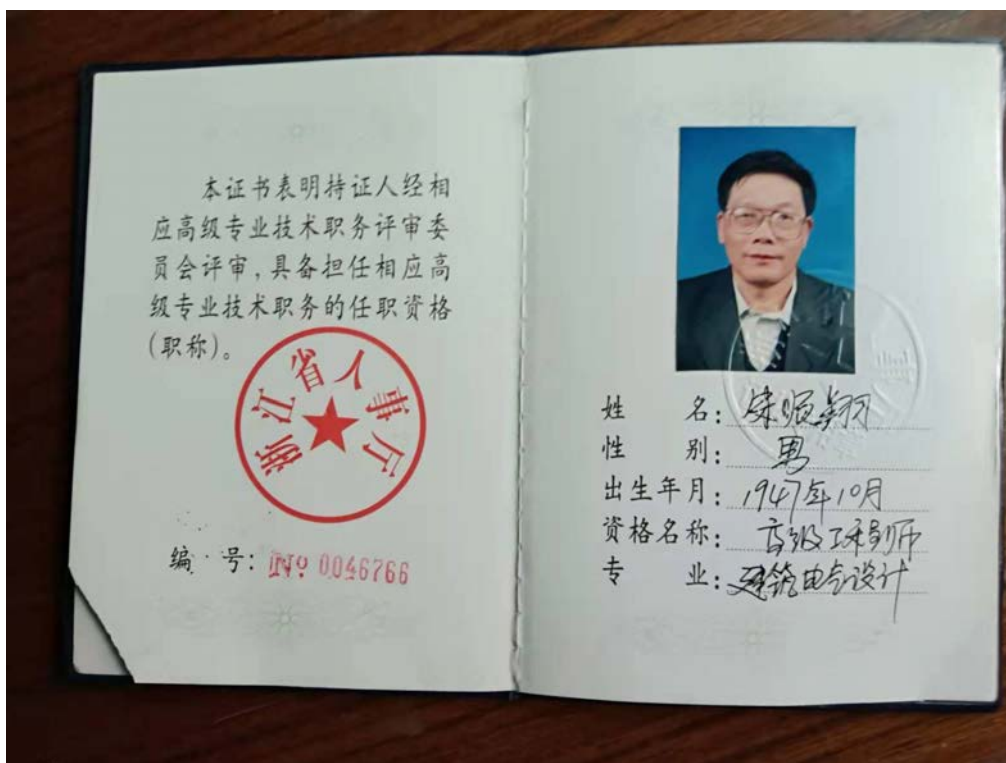 本证书表明持证人经相
应高级专业技术职务评审委
员会评审，具备担任相应高
级专业技术职务的任职资格
(职称)。
浙江省人事厅
编号：№ 0046766
姓名：顺翔
性别：男
出生年月：1947年10月
资格名称：高级工程师
专业：建筑电气设计